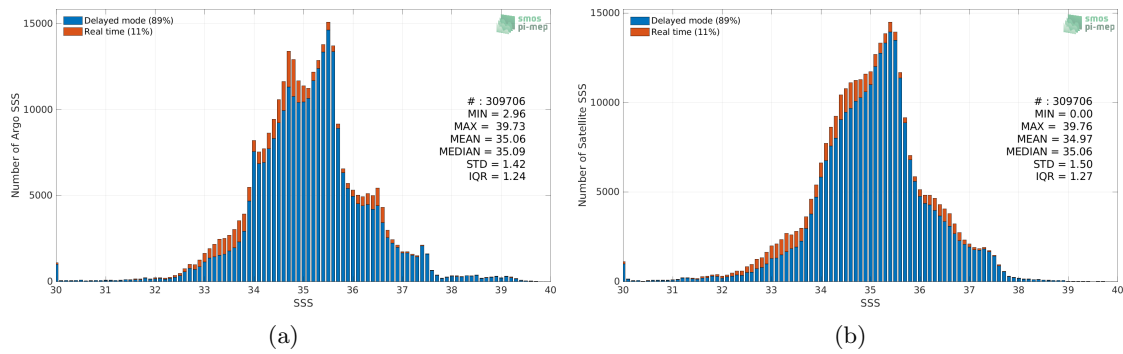 Delayed mode (89%)
Real time (11%)
smos
pi-mep
15000
10000
5000
0
Number of Argo SSS
# : 309706
MIN = 2.96
MAX = 39.73
MEAN = 35.06
MEDIAN = 35.09
STD = 1.42
IQR = 1.24
30 31 32 33 34 35 36 37 38 39 40
SSS
(a)
Delayed mode (89%)
Real time (11%)
smos
pi-mep
15000
10000
5000
0
Number of Satellite SSS
# : 309706
MIN = 0.00
MAX = 39.76
MEAN = 34.97
MEDIAN = 35.06
STD = 1.50
IQR = 1.27
30 31 32 33 34 35 36 37 38 39 40
SSS
(b)